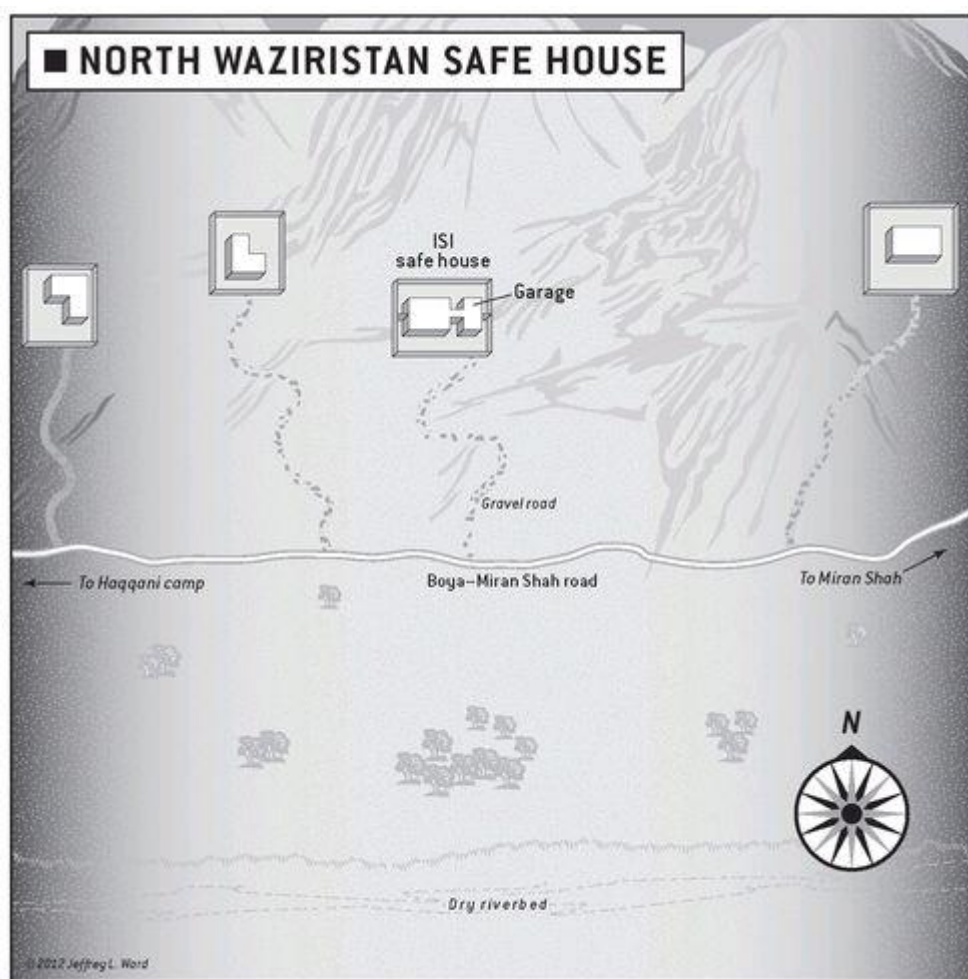 ■ NORTH WAZIRISTAN SAFE HOUSE
ISI
safe house
Garage
Gravel road
To Haqqani camp
Boya–Miran Shah road
To Miran Shah
N
Dry riverbed
© 2012 Jeffrey L. Ward